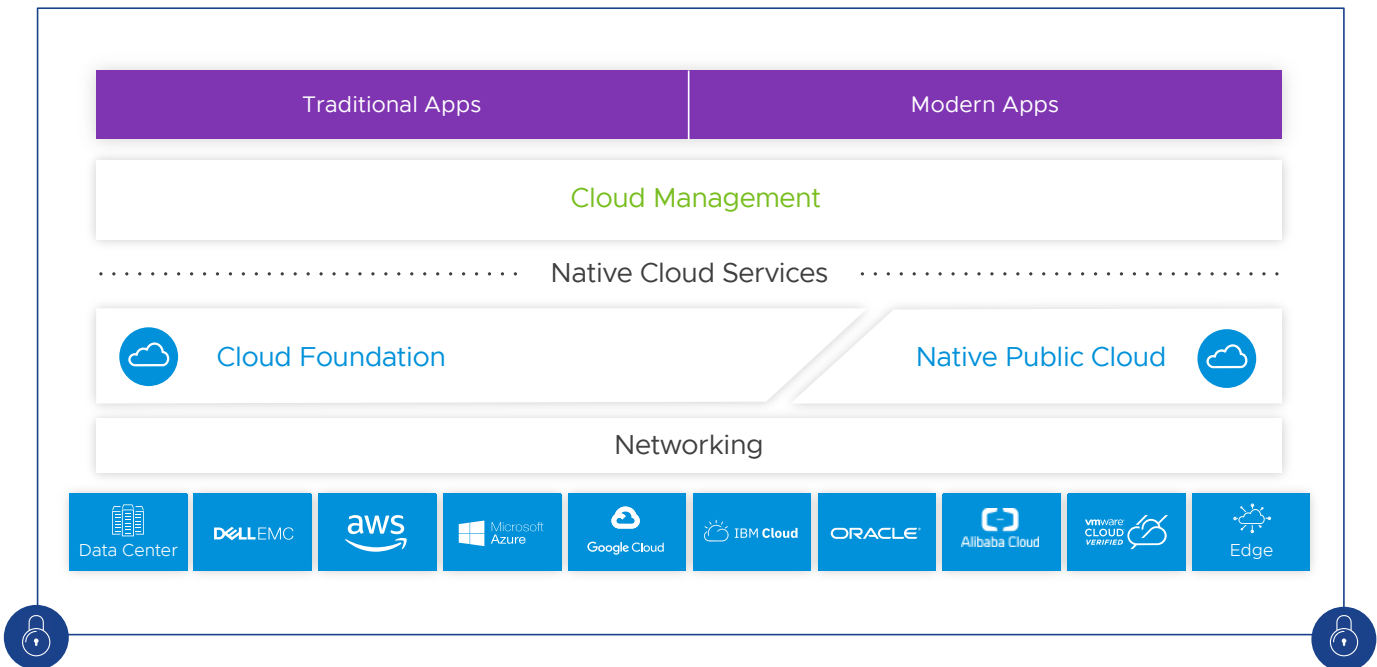 Traditional Apps
Modern Apps
Cloud Management
Native Cloud Services
Cloud Foundation
Native Public Cloud
Networking
Data Center
DELLEMC
aws
Microsoft
Azure
Google Cloud
IBM Cloud
ORACLE
Alibaba Cloud
vmware
CLOUD
VERIFIED
Edge